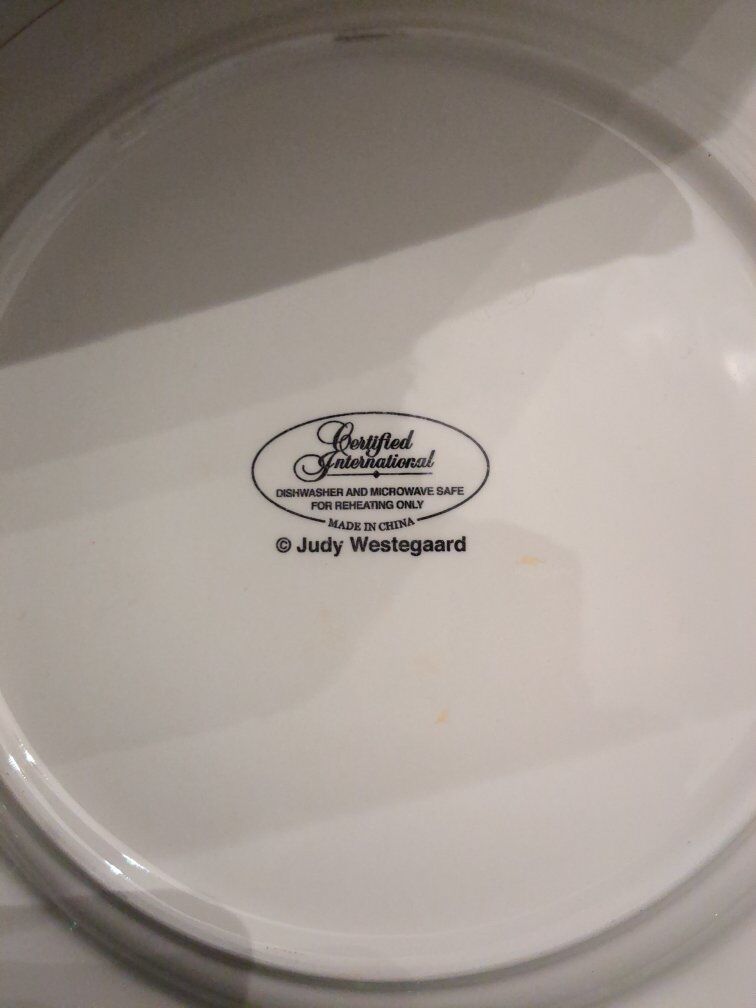 Certified
International
DISHWASHER AND MICROWAVE SAFE
FOR REHEATING ONLY
MADE IN CHINA
© Judy Westegaard